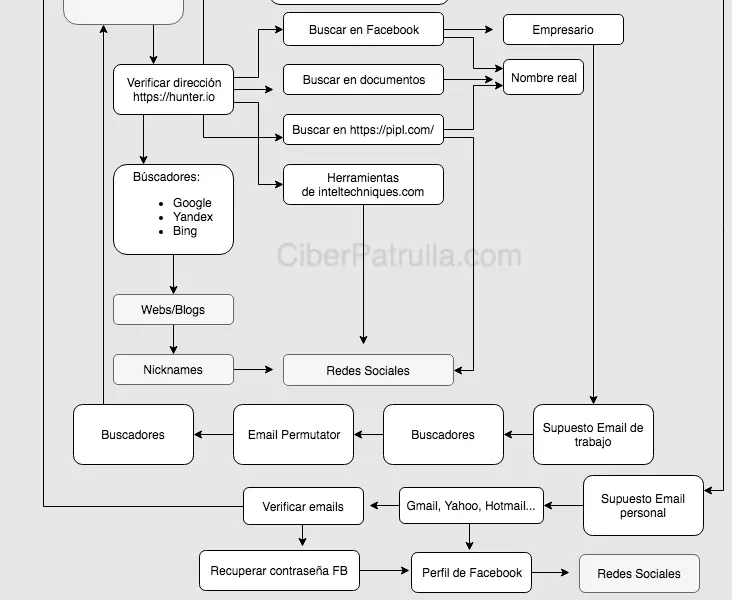 Buscar en Facebook
Empresario
Verificar dirección
https://hunter.io
Buscar en documentos
Nombre real
Buscar en https://pipl.com/
Búscadores:
• Google
• Yandex
• Bing
Herramientas
de inteltechniques.com
CiberPatrulla.com
Webs/Blogs
Nicknames
Redes Sociales
Buscadores
Email Permutator
Buscadores
Supuesto Email de
trabajo
Verificar emails
Gmail, Yahoo, Hotmail...
Supuesto Email
personal
Recuperar contraseña FB
Perfil de Facebook
Redes Sociales